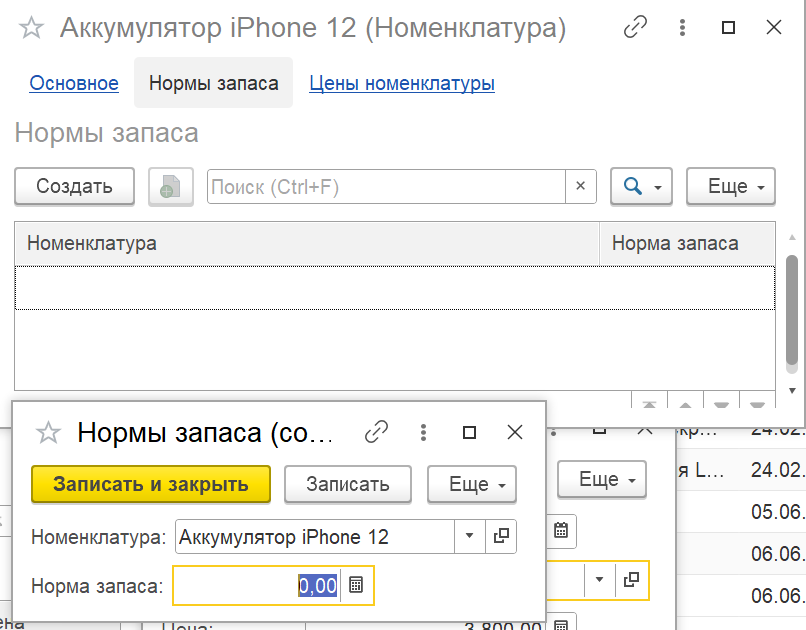 Аккумулятор iPhone 12 (Номенклатура)
Основное Нормы запаса Цены номенклатуры
Нормы запаса
Создать Поиск (Ctrl+F) × Еще
Номенклатура Норма запаса
Нормы запаса (со...
24.02.
Записать и закрыть Записать Еще
Еще
я L... 24.02.
05.06.
Номенклатура: Аккумулятор iPhone 12
06.06.
Норма запаса: 0,00
06.06.
Цена: 3 800,00